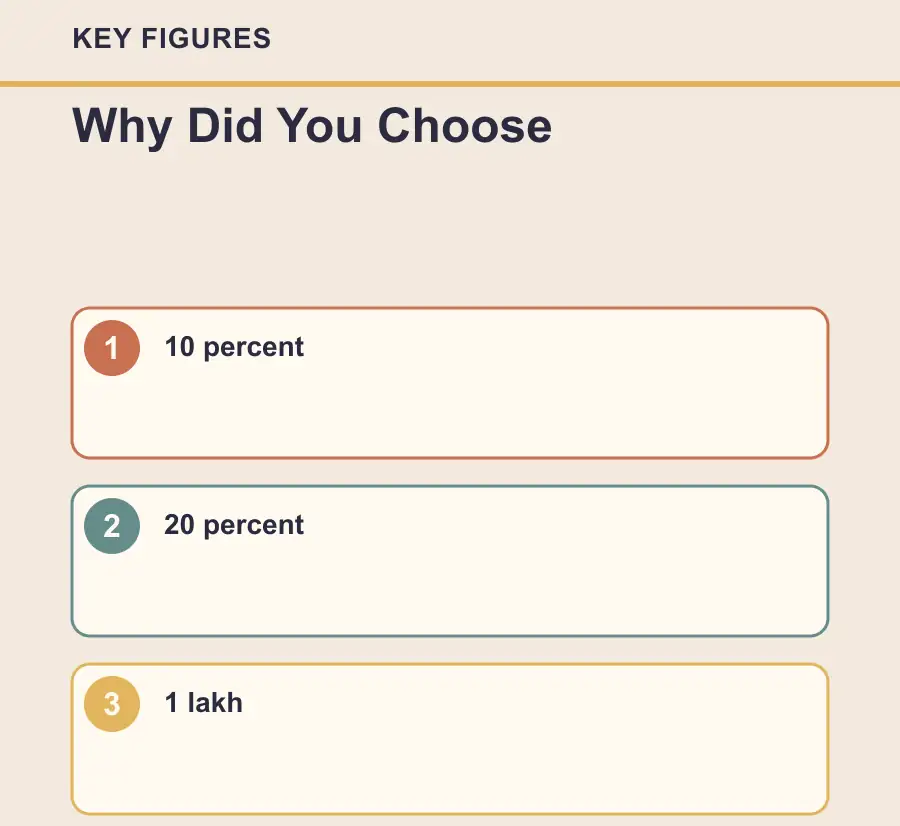 KEY FIGURES
Why Did You Choose
1 10 percent
2 20 percent
3 1 lakh